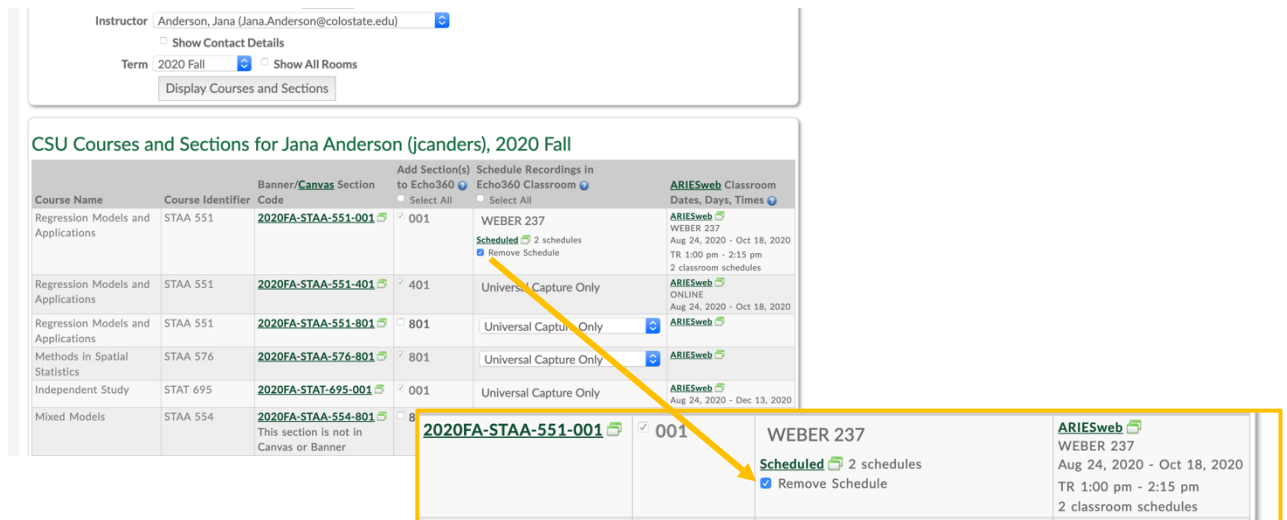 Instructor Anderson, Jana (Jana.Anderson@colostate.edu)
Show Contact Details
Term 2020 Fall Show All Rooms
Display Courses and Sections
CSU Courses and Sections for Jana Anderson (jcanders), 2020 Fall
Add Section(s) Schedule Recordings in
Banner/Canvas Section to Echo360 Echo360 Classroom ARIESweb Classroom
Course Name Course Identifier Code Select All Select All Dates, Days, Times
Regression Models and STAA 551 2020FA-STAA-551-001 001 WEBER 237 ARIESweb
Applications WEBER 237
Scheduled 2 schedules Aug 24, 2020 - Oct 18, 2020
Remove Schedule TR 1:00 pm - 2:15 pm
2 classroom schedules
Regression Models and STAA 551 2020FA-STAA-551-401 401 Universal Capture Only ARIESweb
Applications ONLINE
Aug 24, 2020 - Oct 18, 2020
Regression Models and STAA 551 2020FA-STAA-551-801 801 Universal Capture Only ARIESweb
Applications
Methods in Spatial STAA 576 2020FA-STAA-576-801 801 Universal Capture Only ARIESweb
Statistics
Independent Study STAT 695 2020FA-STAT-695-001 001 Universal Capture Only ARIESweb
Aug 24, 2020 - Dec 13, 2020
Mixed Models STAA 554 2020FA-STAA-554-801 8
This section is not in
Canvas or Banner
2020FA-STAA-551-001 001 WEBER 237 ARIESweb
WEBER 237
Scheduled 2 schedules Aug 24, 2020 - Oct 18, 2020
Remove Schedule TR 1:00 pm - 2:15 pm
2 classroom schedules